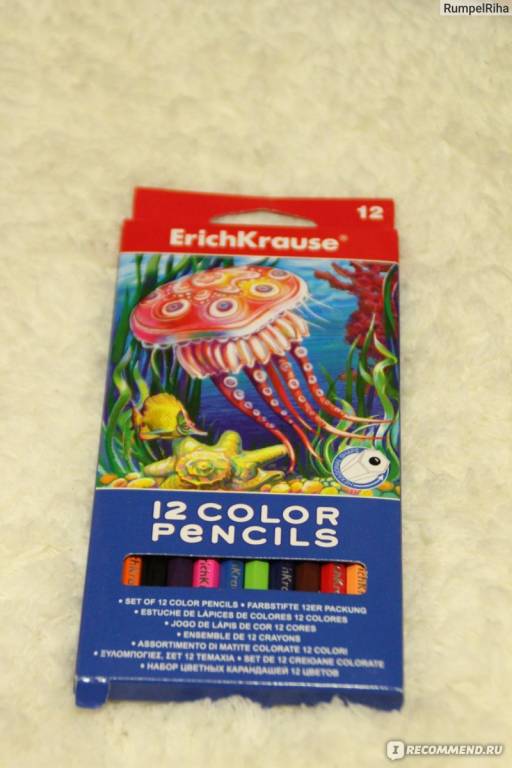 RumpelRiha
12
ErichKrause®
12 COLOR
PENCILS
• SET OF 12 COLOR PENCILS • FARBSTIFTE 12ER PACKUNG
• ESTUCHE DE LÁPICES DE COLORES 12 COLORES
• JOGO DE LÁPIS DE COR 12 CORES
• ENSEMBLE DE 12 CRAYONS
• ASSORTIMENTO DI MATITE COLORATE 12 COLORI
• ΞΥΛΟΜΠΟΓΙΕΣ, ΣΕΤ 12 ΤΕΜΑΧΙΑ • SET DE 12 CREIOANE COLORATE
• НАБОР ЦВЕТНЫХ КАРАНДАШЕЙ 12 ЦВЕТОВ
I RECOMMEND.RU